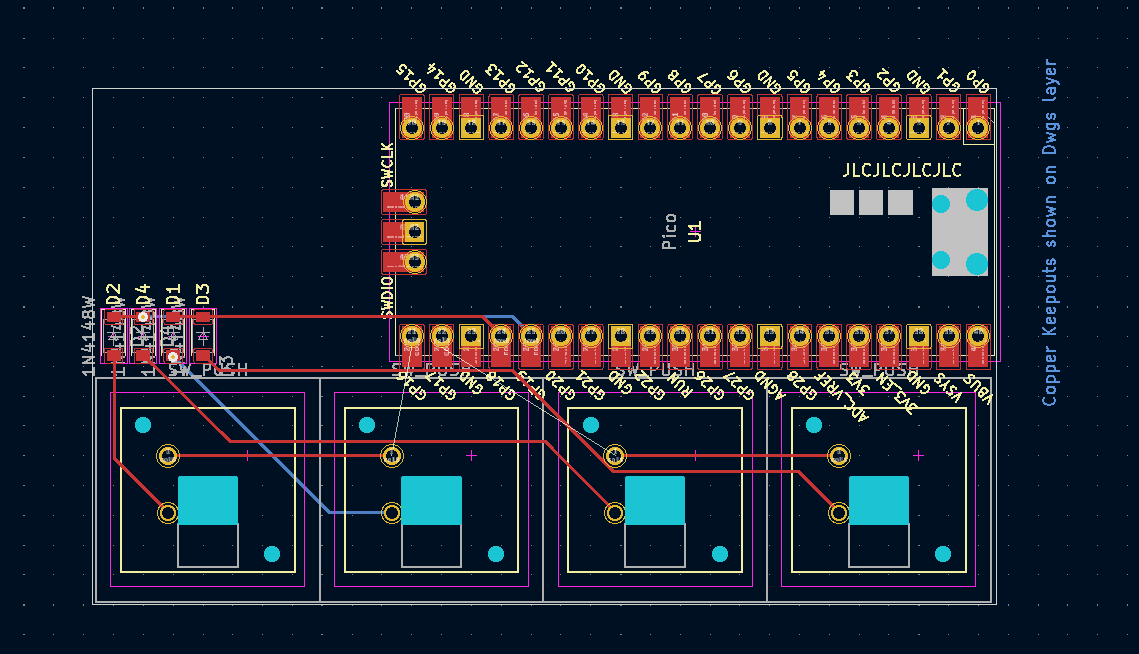 GP15
GP14
GND
GP13
GP12
GP11
GP10
GND
GP9
GP8
GP7
GP6
GND
GP5
GP4
GP3
GP2
GND
GP1
GP0
Copper Keepouts shown on Dwgs layer
SWCLK
JLCJLCJLCJLC
Pico
U1
SWDIO
D2
D4
D1
D3
1N4148W
SW_PUSH
SW_PUSH
SW_PUSH
GP16
GP17
GND
GP18
GP20
GP21
GND
GP22
RUN
GP26
GP27
AGND
GP28
ADC_VREF
3V3
3V3_EN
GND
VSYS
VBUS